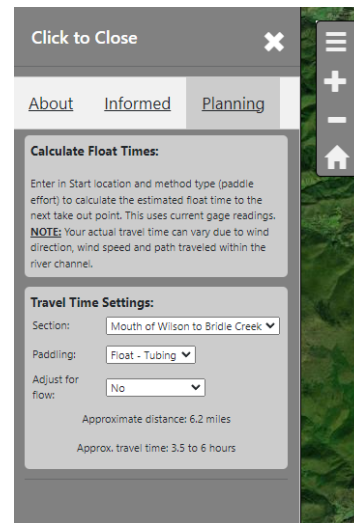 Click to Close
About Informed Planning
Calculate Float Times:
Enter in Start location and method type (paddle
effort) to calculate the estimated float time to the
next take out point. This uses current gage readings.
NOTE: Your actual travel time can vary due to wind
direction, wind speed and path traveled within the
river channel.
Travel Time Settings:
Section: Mouth of Wilson to Bridle Creek
Paddling: Float - Tubing
Adjust for
flow: No
Approximate distance: 6.2 miles
Approx. travel time: 3.5 to 6 hours